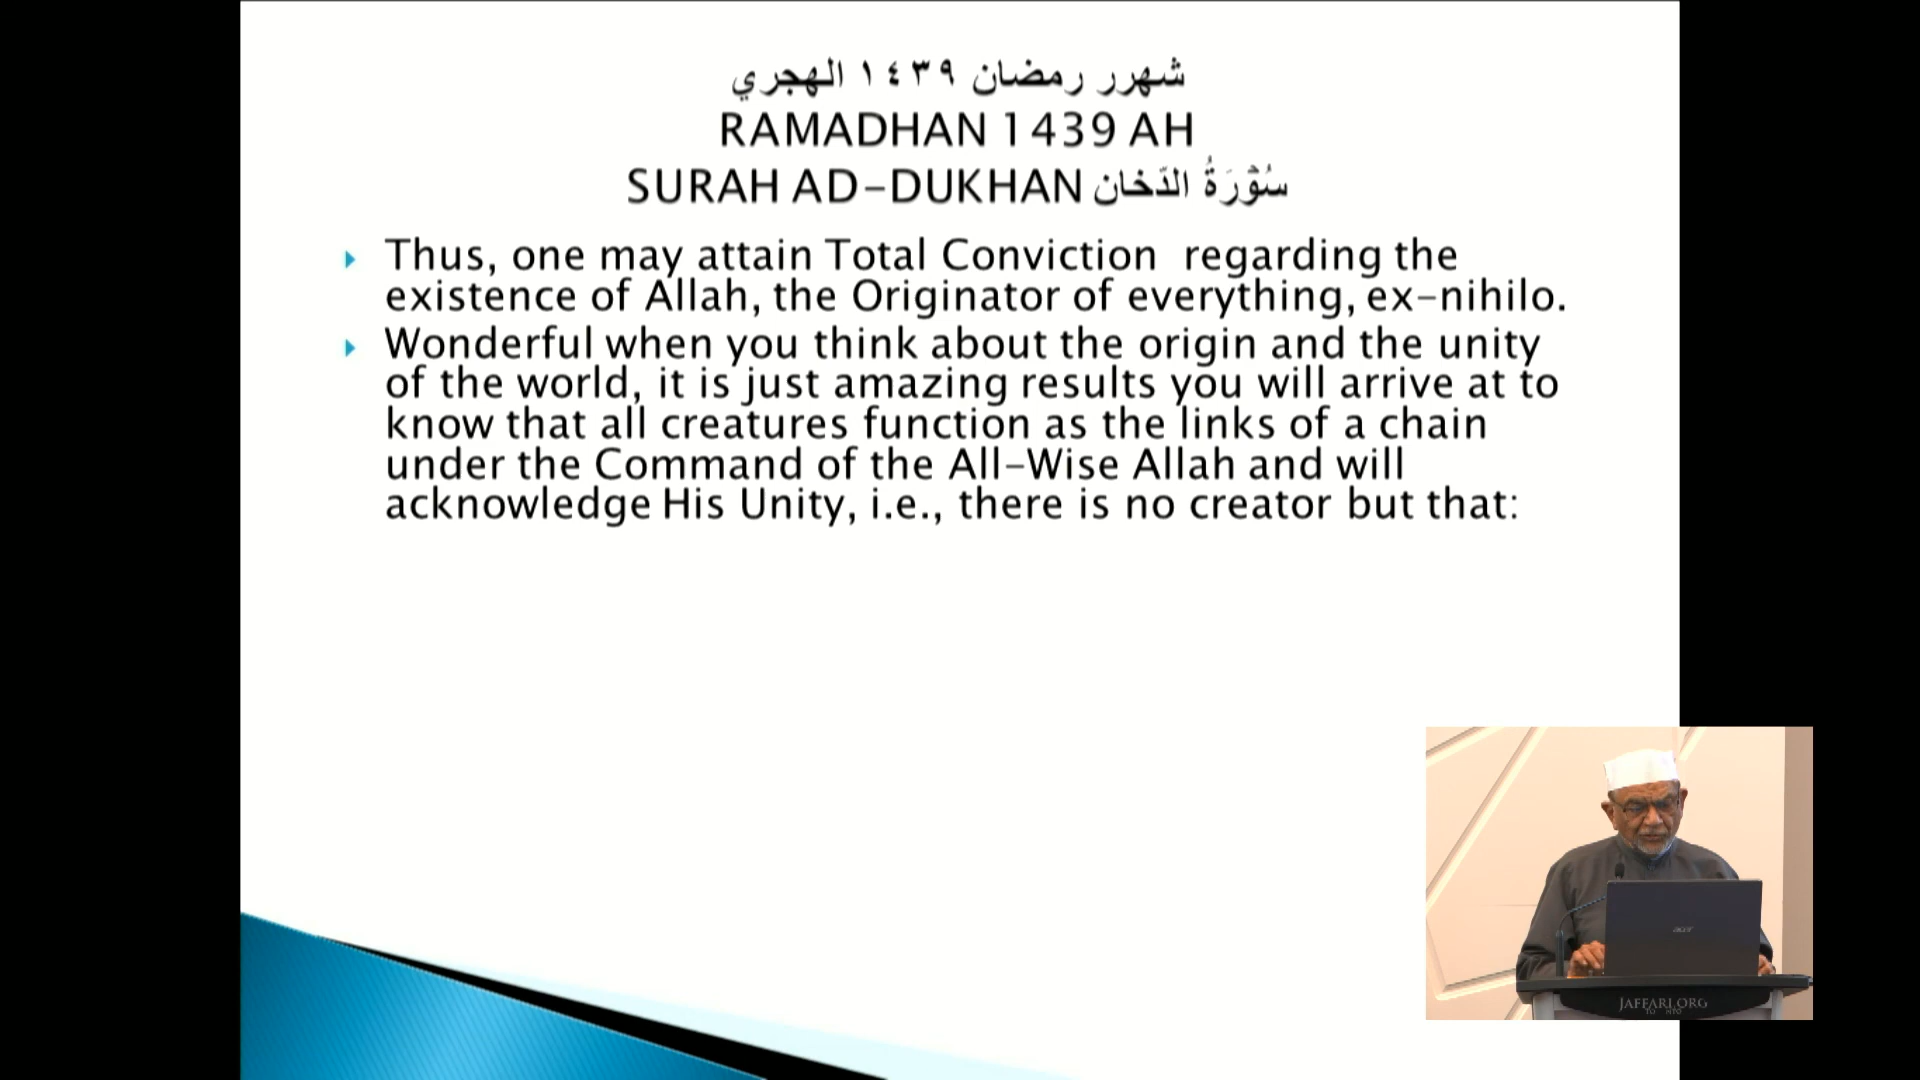 شهرر رمضان ١٤٣٩ الهجري
RAMADHAN 1439 AH
SURAH AD-DUKHAN سُوْرَةُ الدّخان
Thus, one may attain Total Conviction regarding the
existence of Allah, the Originator of everything, ex-nihilo.
Wonderful when you think about the origin and the unity
of the world, it is just amazing results you will arrive at to
know that all creatures function as the links of a chain
under the Command of the All-Wise Allah and will
acknowledge His Unity, i.e., there is no creator but that:
acer
JAFFARI.ORG